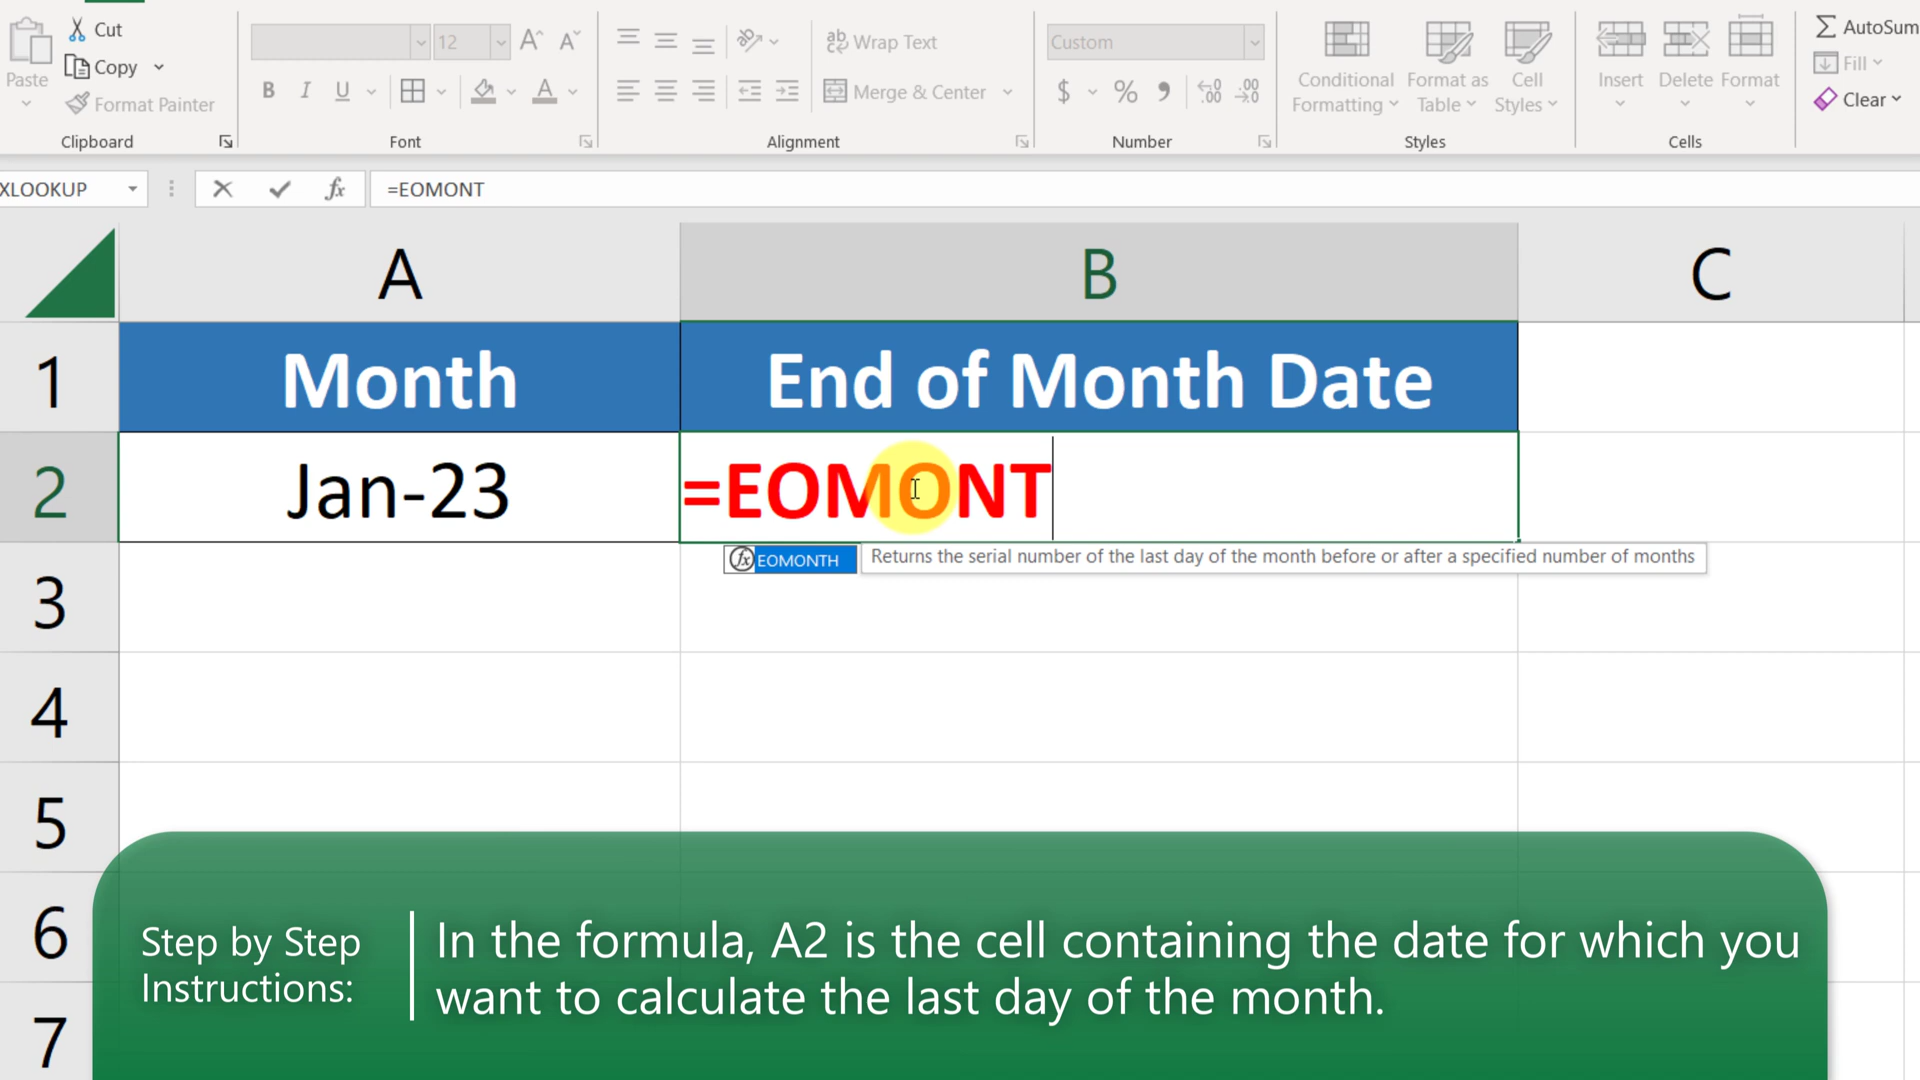 Cut
Copy
Format Painter
Paste
Clipboard
12
B I U
Font
Wrap Text
Merge & Center
Alignment
Custom
$ % ,
Number
Conditional
Formatting
Format as
Table
Cell
Styles
Styles
Insert
Delete
Format
Cells
AutoSum
Fill
Clear
XLOOKUP
fx
=EOMONT
A
B
C
1
Month
End of Month Date
2
Jan-23
=EOMONT
fx EOMONTH
Returns the serial number of the last day of the month before or after a specified number of months
3
4
5
6
7
Step by Step
Instructions:
In the formula, A2 is the cell containing the date for which you
want to calculate the last day of the month.